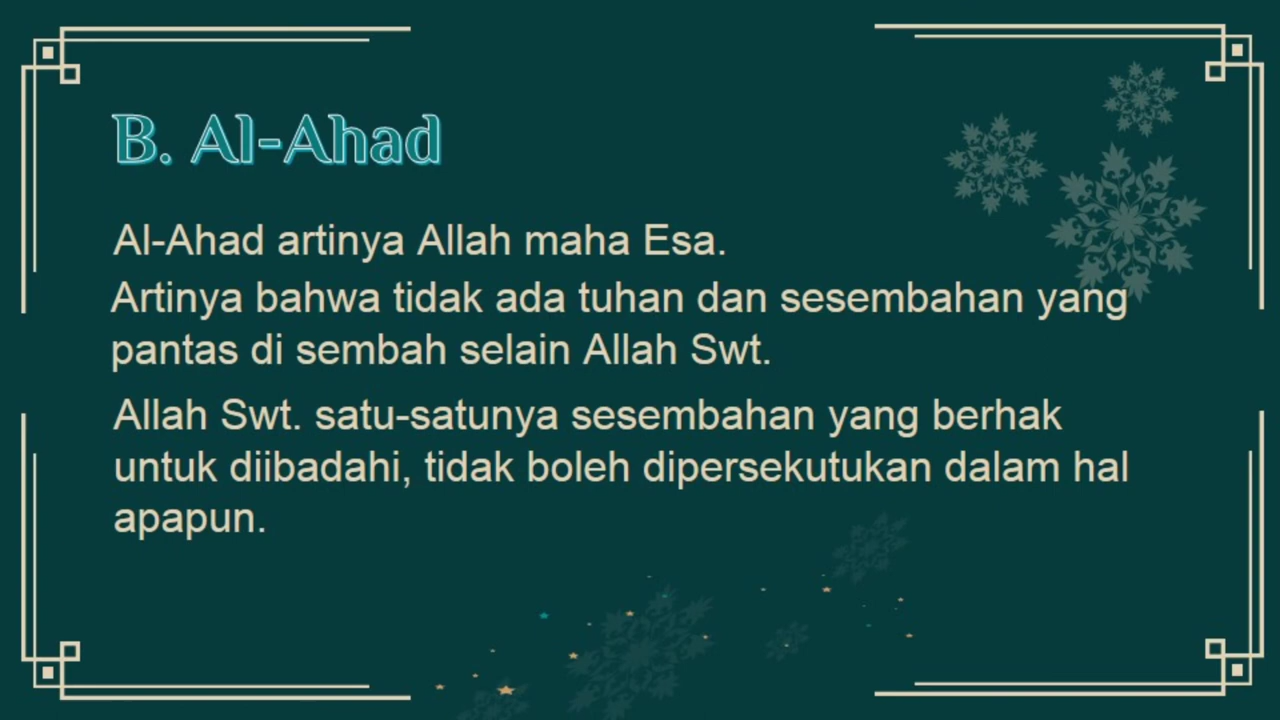 B. Al-Ahad
Al-Ahad artinya Allah maha Esa.
Artinya bahwa tidak ada tuhan dan sesembahan yang
pantas di sembah selain Allah Swt.
Allah Swt. satu-satunya sesembahan yang berhak
untuk diibadahi, tidak boleh dipersekutukan dalam hal
apapun.